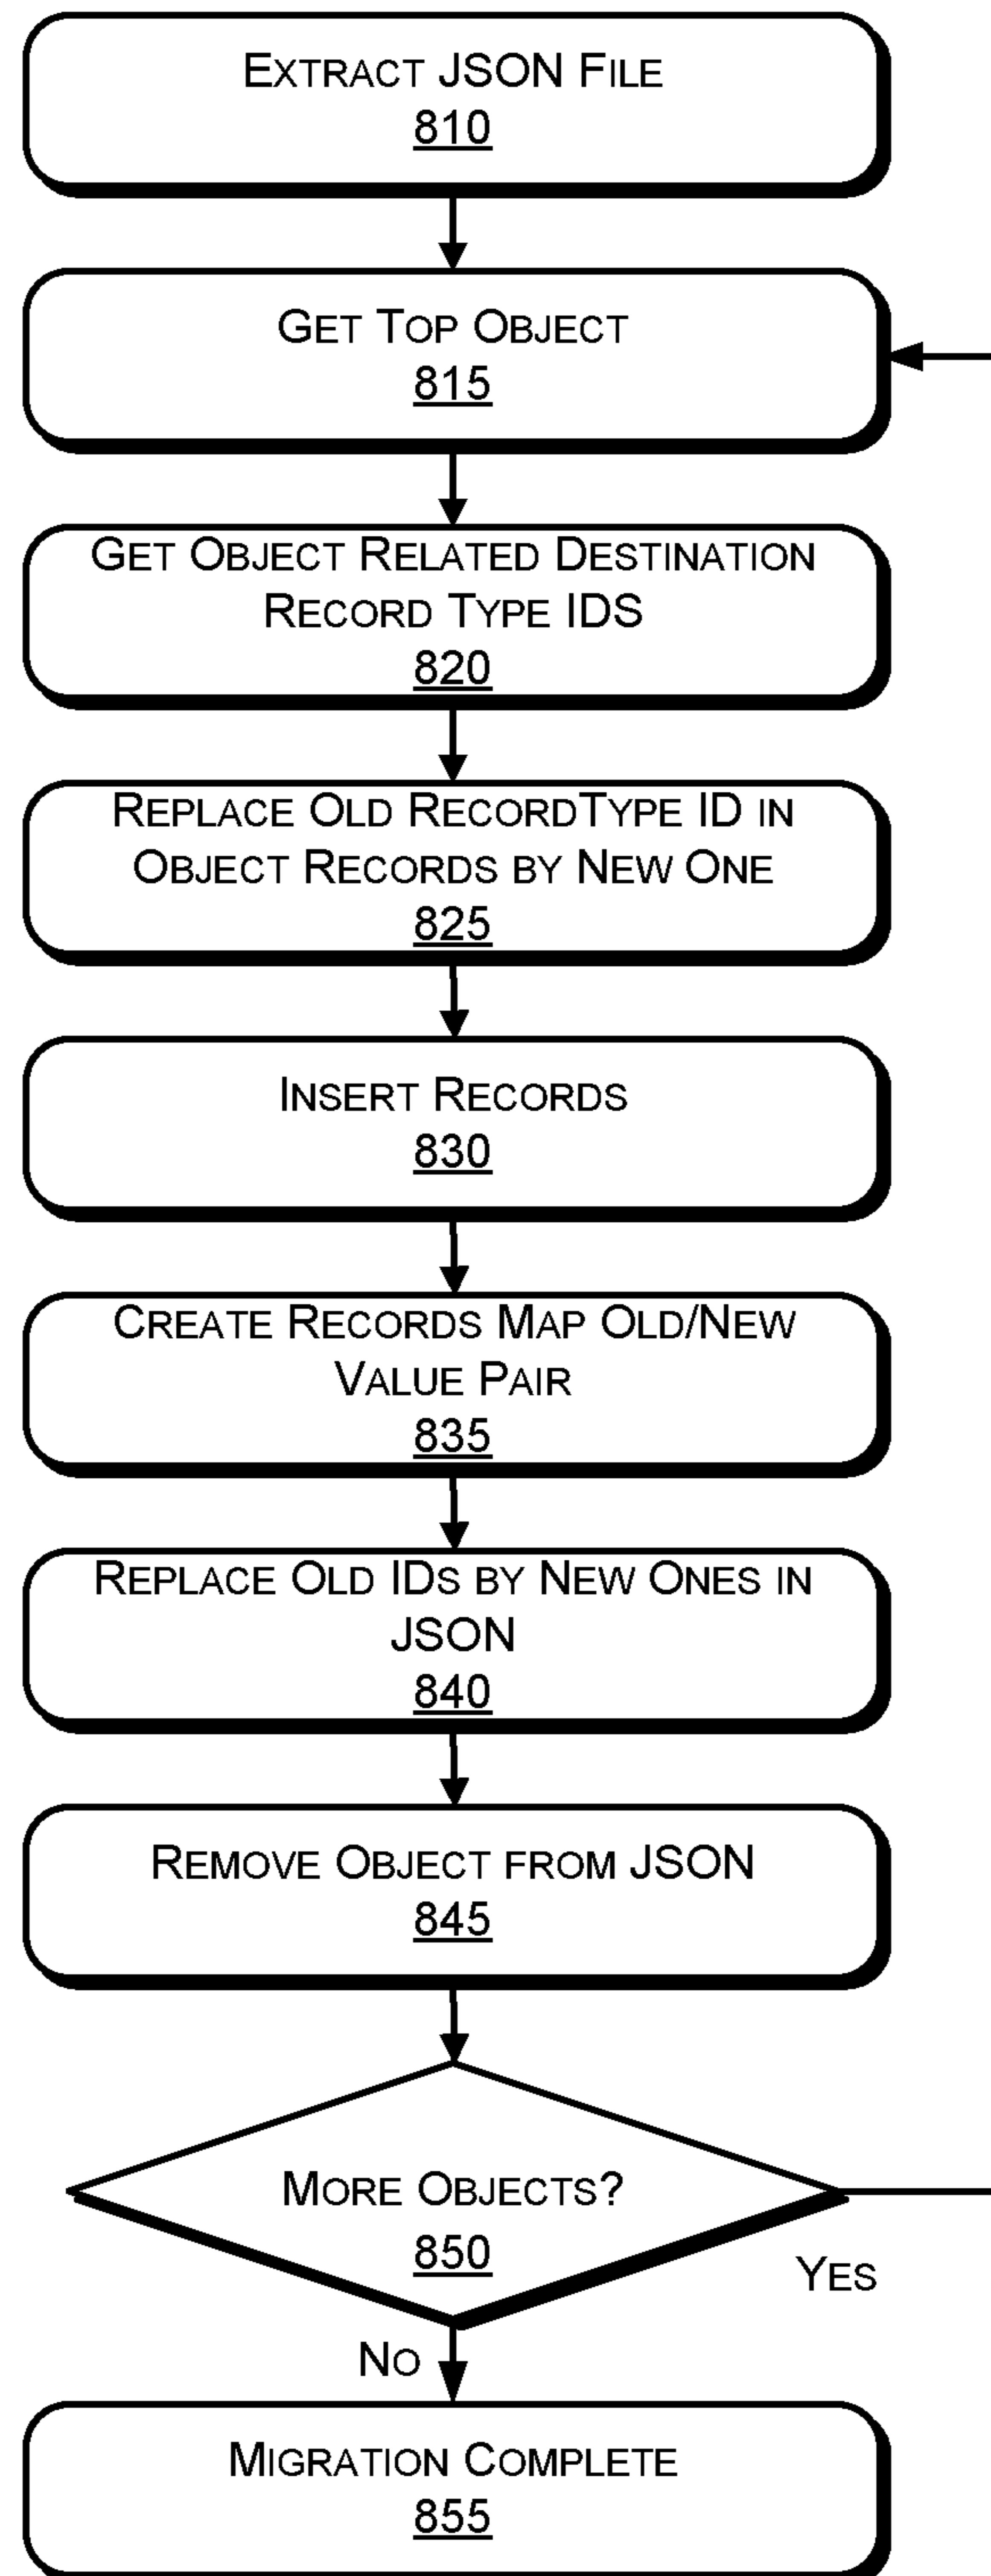 Extract JSON File
810
Get Top Object
815
Get Object Related Destination
Record Type IDs
820
Replace Old RecordType ID in
Object Records by New One
825
Insert Records
830
Create Records Map Old/New
Value Pair
835
Replace Old IDs by New Ones in
JSON
840
Remove Object from JSON
845
More Objects?
850
Yes
No
Migration Complete
855